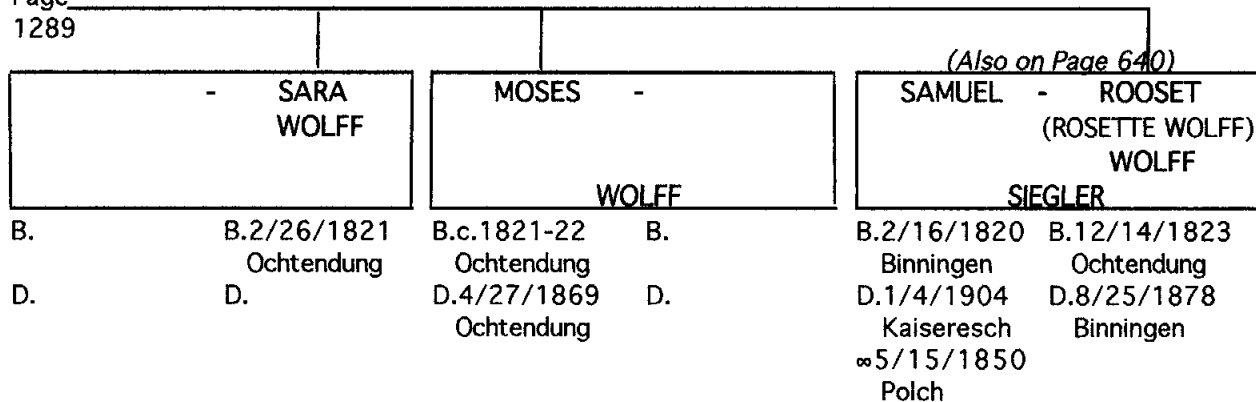 Page
1289
(Also on Page 640)
- SARA
WOLFF
MOSES -
WOLFF
SAMUEL - ROOSET
(ROSETTE WOLFF)
WOLFF
SIEGLER
B. B.2/26/1821
Ochtendung
D. D.
B.c.1821-22 B.
Ochtendung
D.4/27/1869 D.
Ochtendung
B.2/16/1820 B.12/14/1823
Binningen Ochtendung
D.1/4/1904 D.8/25/1878
Kaiseresch Binningen
∞5/15/1850
Polch